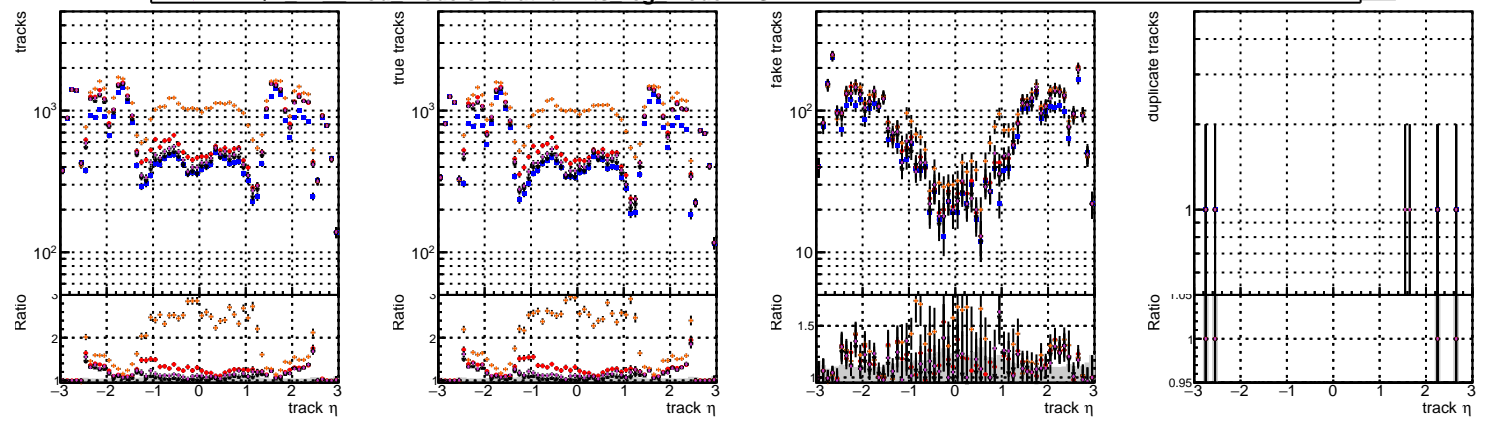 tracks
10³
10²
Ratio
3
2
1
−3 −2 −1 0 1 2 3
track η
true tracks
10³
10²
Ratio
3
2
1
−3 −2 −1 0 1 2 3
track η
fake tracks
10²
10
Ratio
1.5
1
−3 −2 −1 0 1 2 3
track η
duplicate tracks
1
Ratio
1.05
1
0.95
−3 −2 −1 0 1 2 3
track η